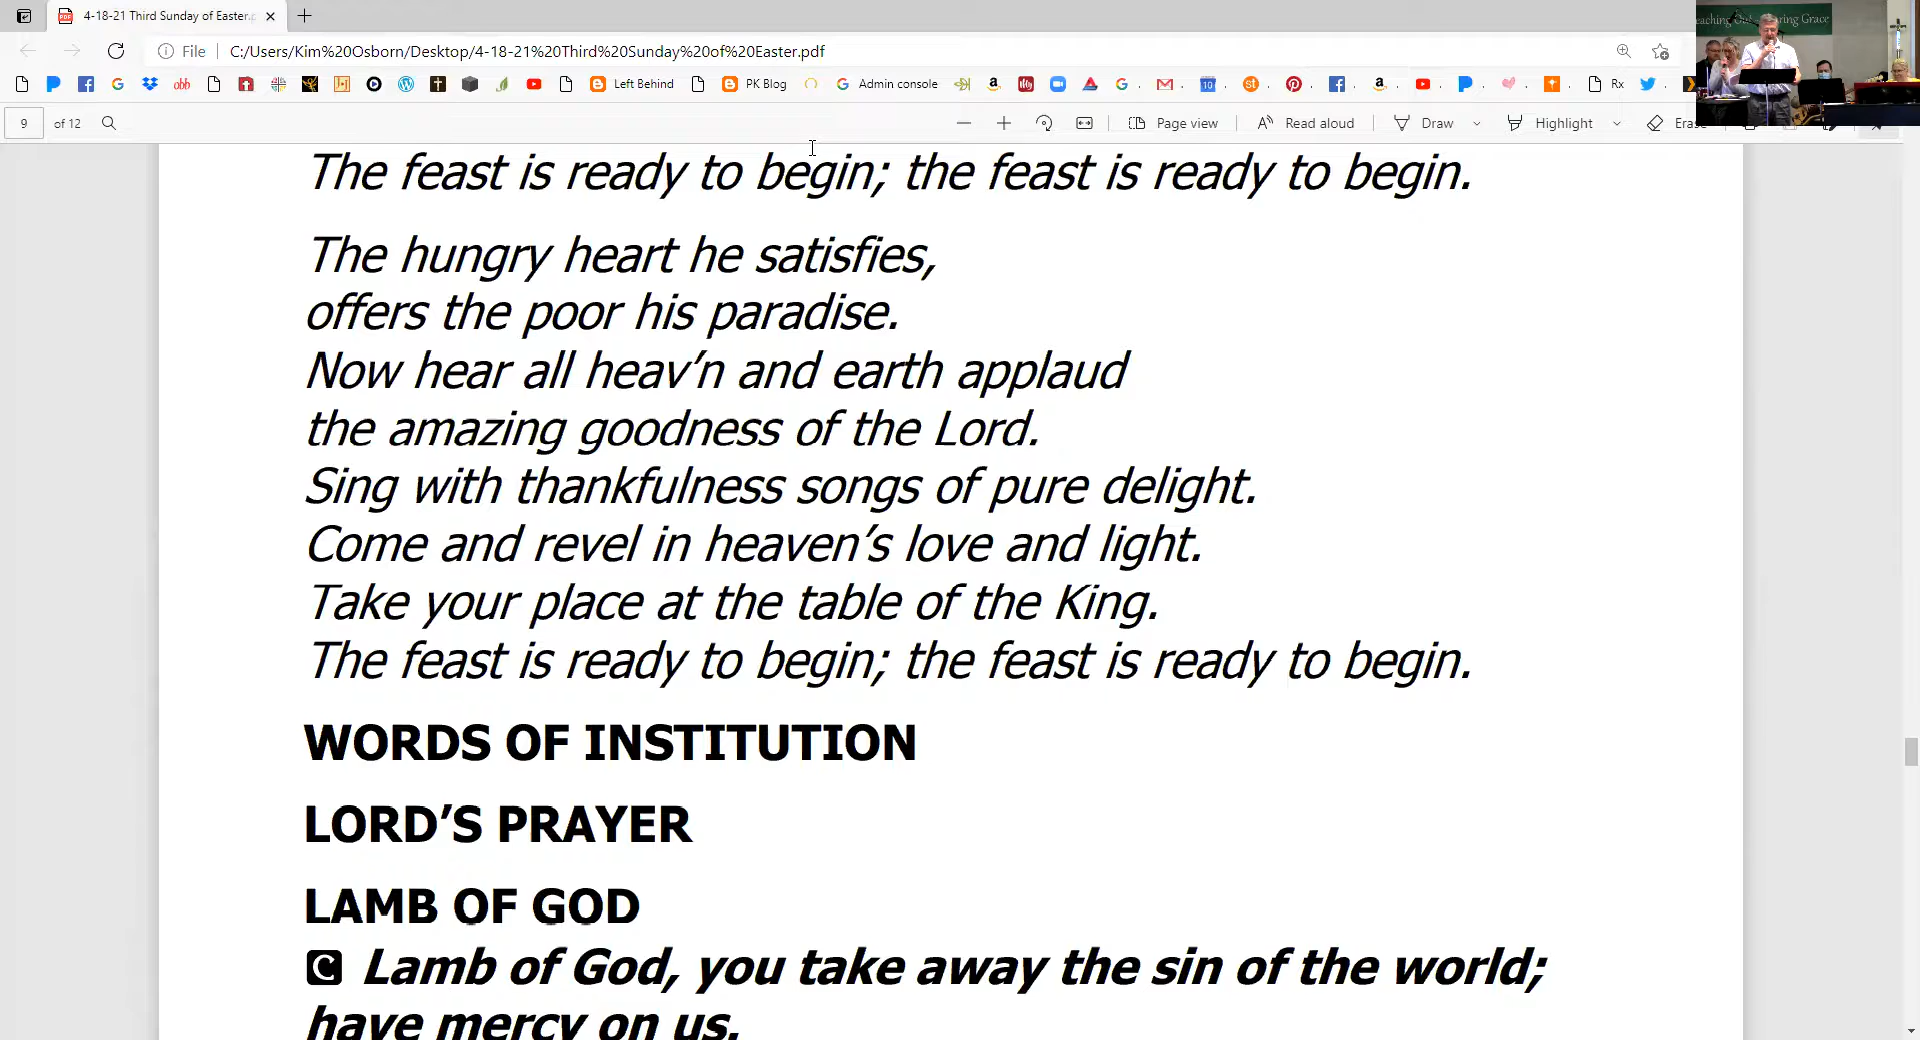 4-18-21 Third Sunday of Easter.p
File
C:/Users/Kim%20Osborn/Desktop/4-18-21%20Third%20Sunday%20of%20Easter.pdf
Left Behind
PK Blog
Admin console
Rx
9 of 12
Page view
Read aloud
Draw
Highlight
Erase
The feast is ready to begin; the feast is ready to begin.
The hungry heart he satisfies,
offers the poor his paradise.
Now hear all heav’n and earth applaud
the amazing goodness of the Lord.
Sing with thankfulness songs of pure delight.
Come and revel in heaven’s love and light.
Take your place at the table of the King.
The feast is ready to begin; the feast is ready to begin.
WORDS OF INSTITUTION
LORD’S PRAYER
LAMB OF GOD
C Lamb of God, you take away the sin of the world;
have mercy on us.